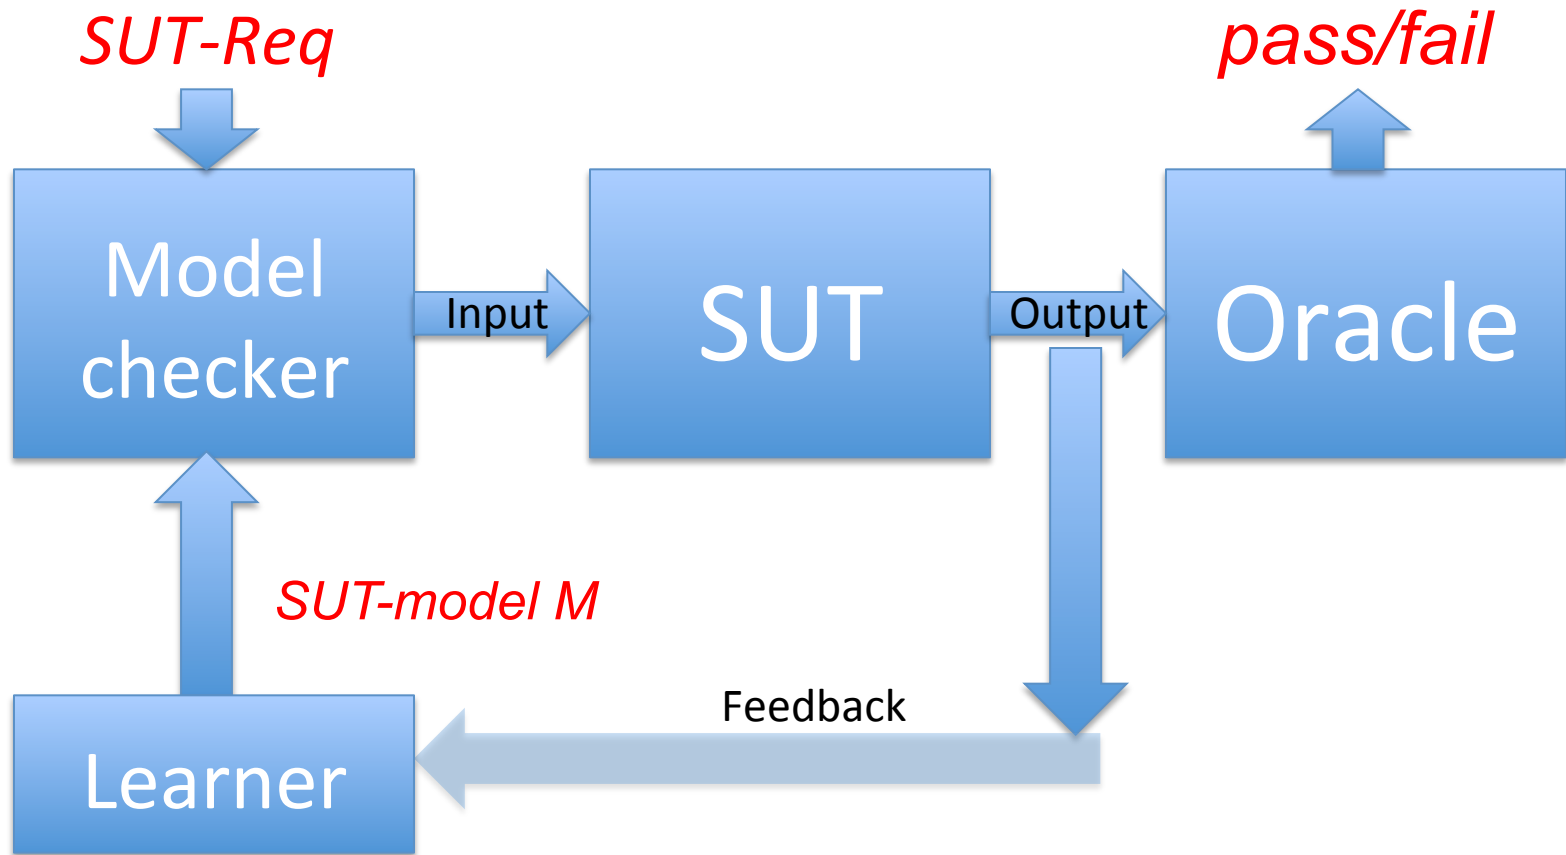 SUT-Req
pass/fail
Model
checker
Input
SUT
Output
Oracle
SUT-model M
Feedback
Learner